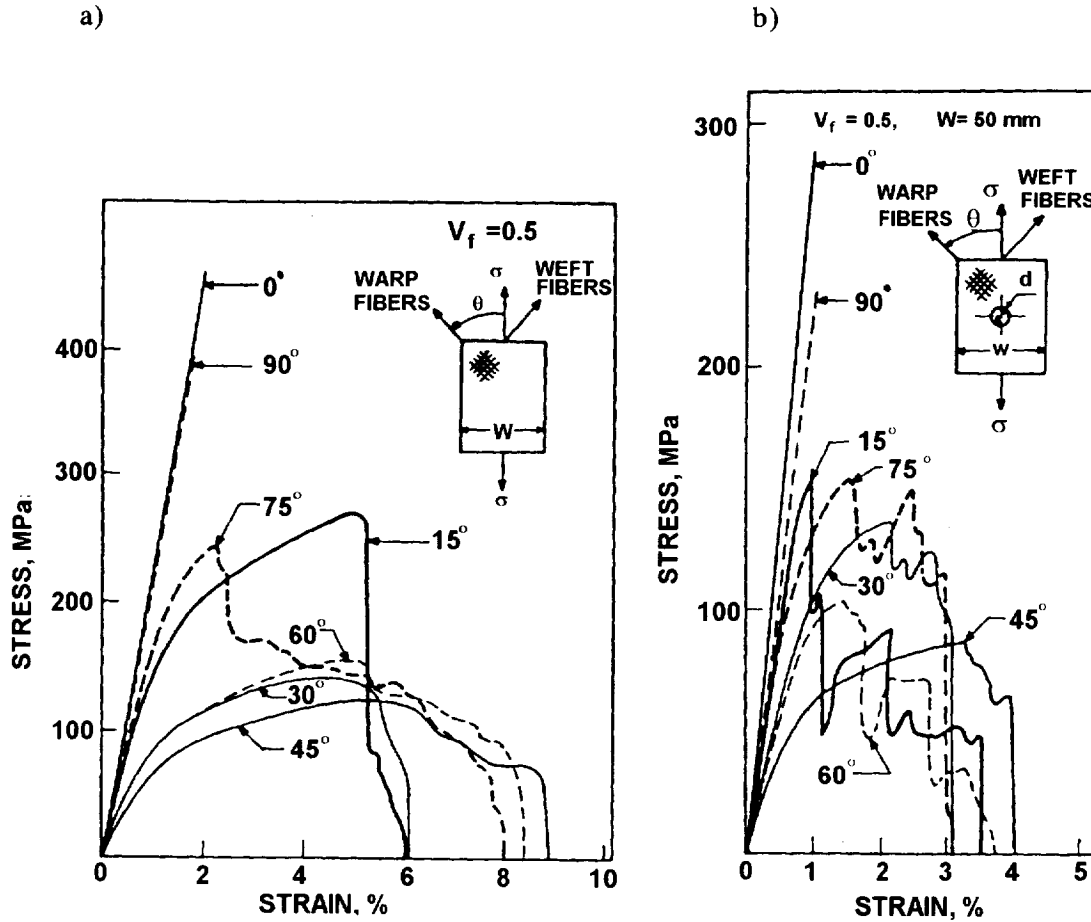 a)
V_f =0.5
WARP FIBERS
θ
σ
WEFT FIBERS
W
σ
0°
90°
75°
15°
60°
30°
45°
400
300
200
100
0
2
4
6
8
10
STRESS, MPa
STRAIN, %
b)
V_f = 0.5, W= 50 mm
0°
WARP FIBERS
θ
σ
WEFT FIBERS
d
w
σ
90°
15°
75°
30°
45°
60°
300
200
100
0
1
2
3
4
5
STRESS, MPa
STRAIN, %